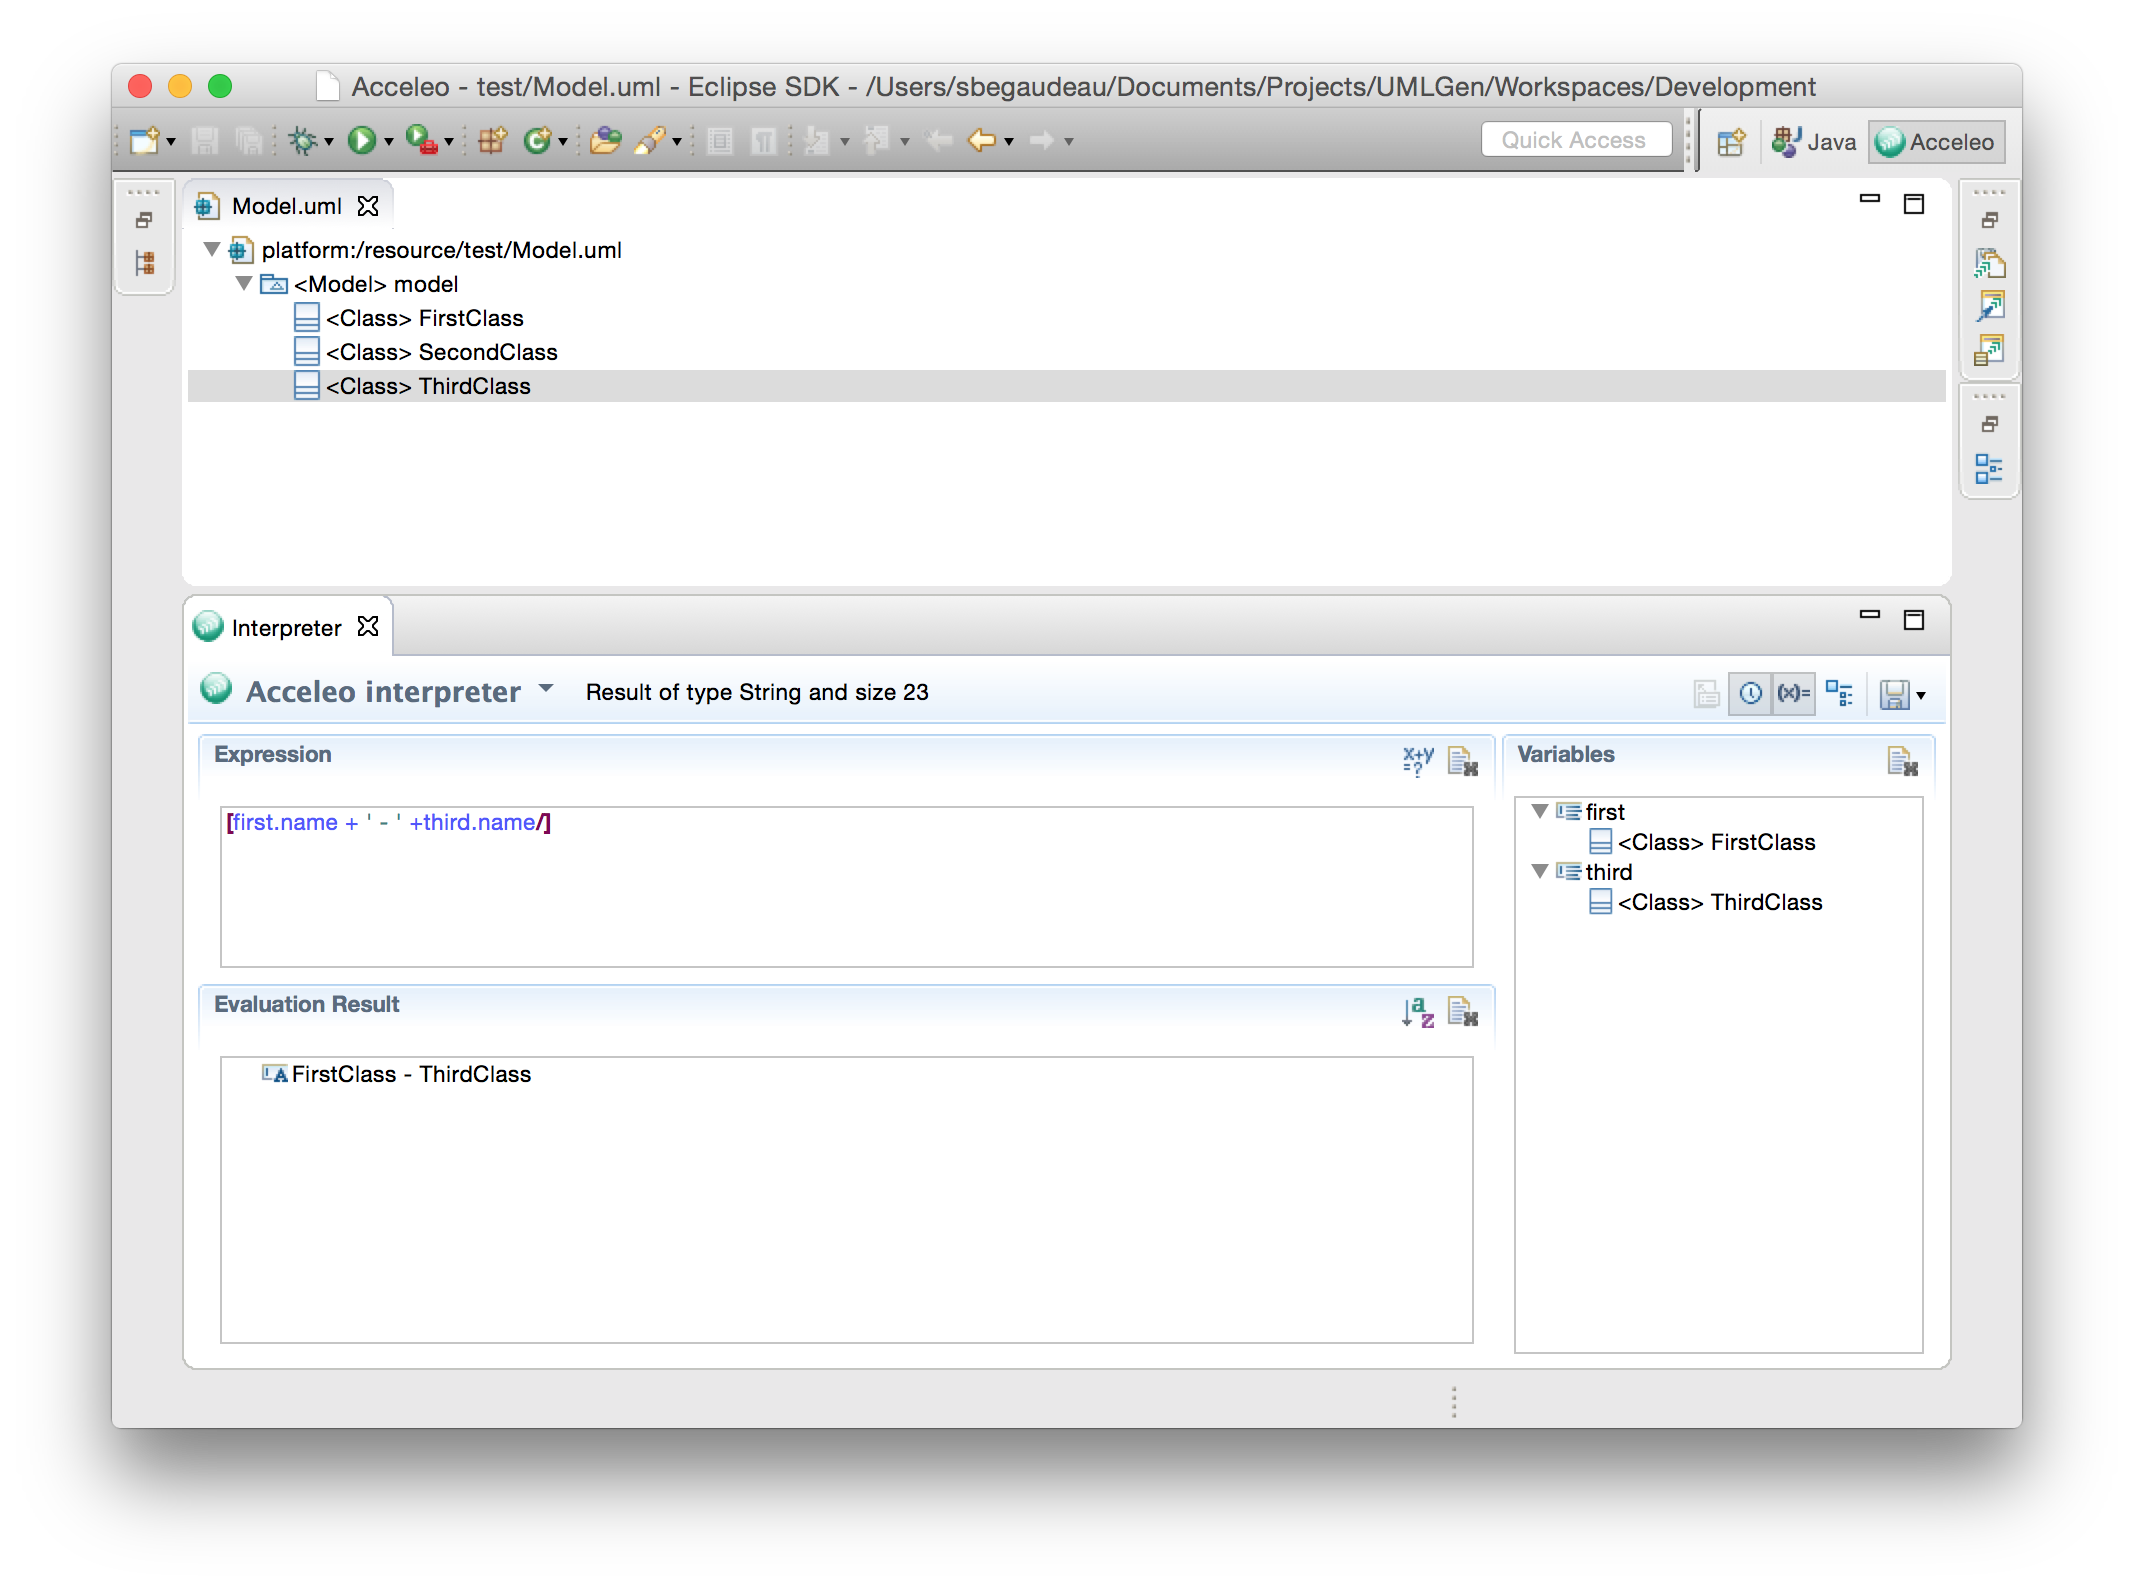 Acceleo - test/Model.uml - Eclipse SDK - /Users/sbegaudeau/Documents/Projects/UMLGen/Workspaces/Development
Quick Access
Java
Acceleo
Model.uml
platform:/resource/test/Model.uml
<Model> model
<Class> FirstClass
<Class> SecondClass
<Class> ThirdClass
Interpreter
Acceleo interpreter
Result of type String and size 23
Expression
[first.name + ' - ' +third.name/]
Evaluation Result
FirstClass - ThirdClass
Variables
first
<Class> FirstClass
third
<Class> ThirdClass